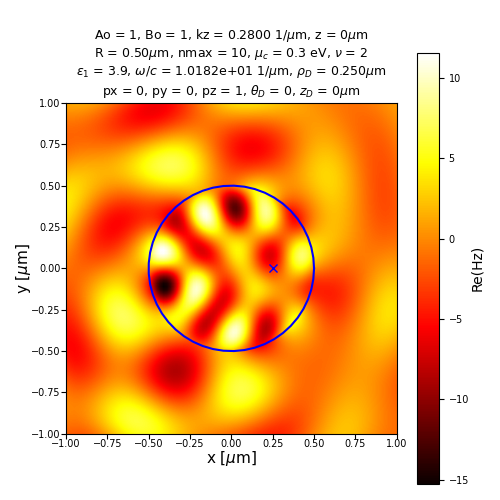 Ao = 1, Bo = 1, kz = 0.2800 1/μm, z = 0μm
R = 0.50μm, nmax = 10, μ_c = 0.3 eV, ν = 2
ε₁ = 3.9, ω/c = 1.0182e+01 1/μm, ρ_D = 0.250μm
px = 0, py = 0, pz = 1, θ_D = 0, z_D = 0μm
1.00
0.75
0.50
0.25
0.00
−0.25
−0.50
−0.75
−1.00
y [μm]
−1.00 −0.75 −0.50 −0.25 0.00 0.25 0.50 0.75 1.00
x [μm]
10
5
0
−5
−10
−15
Re(Hz)